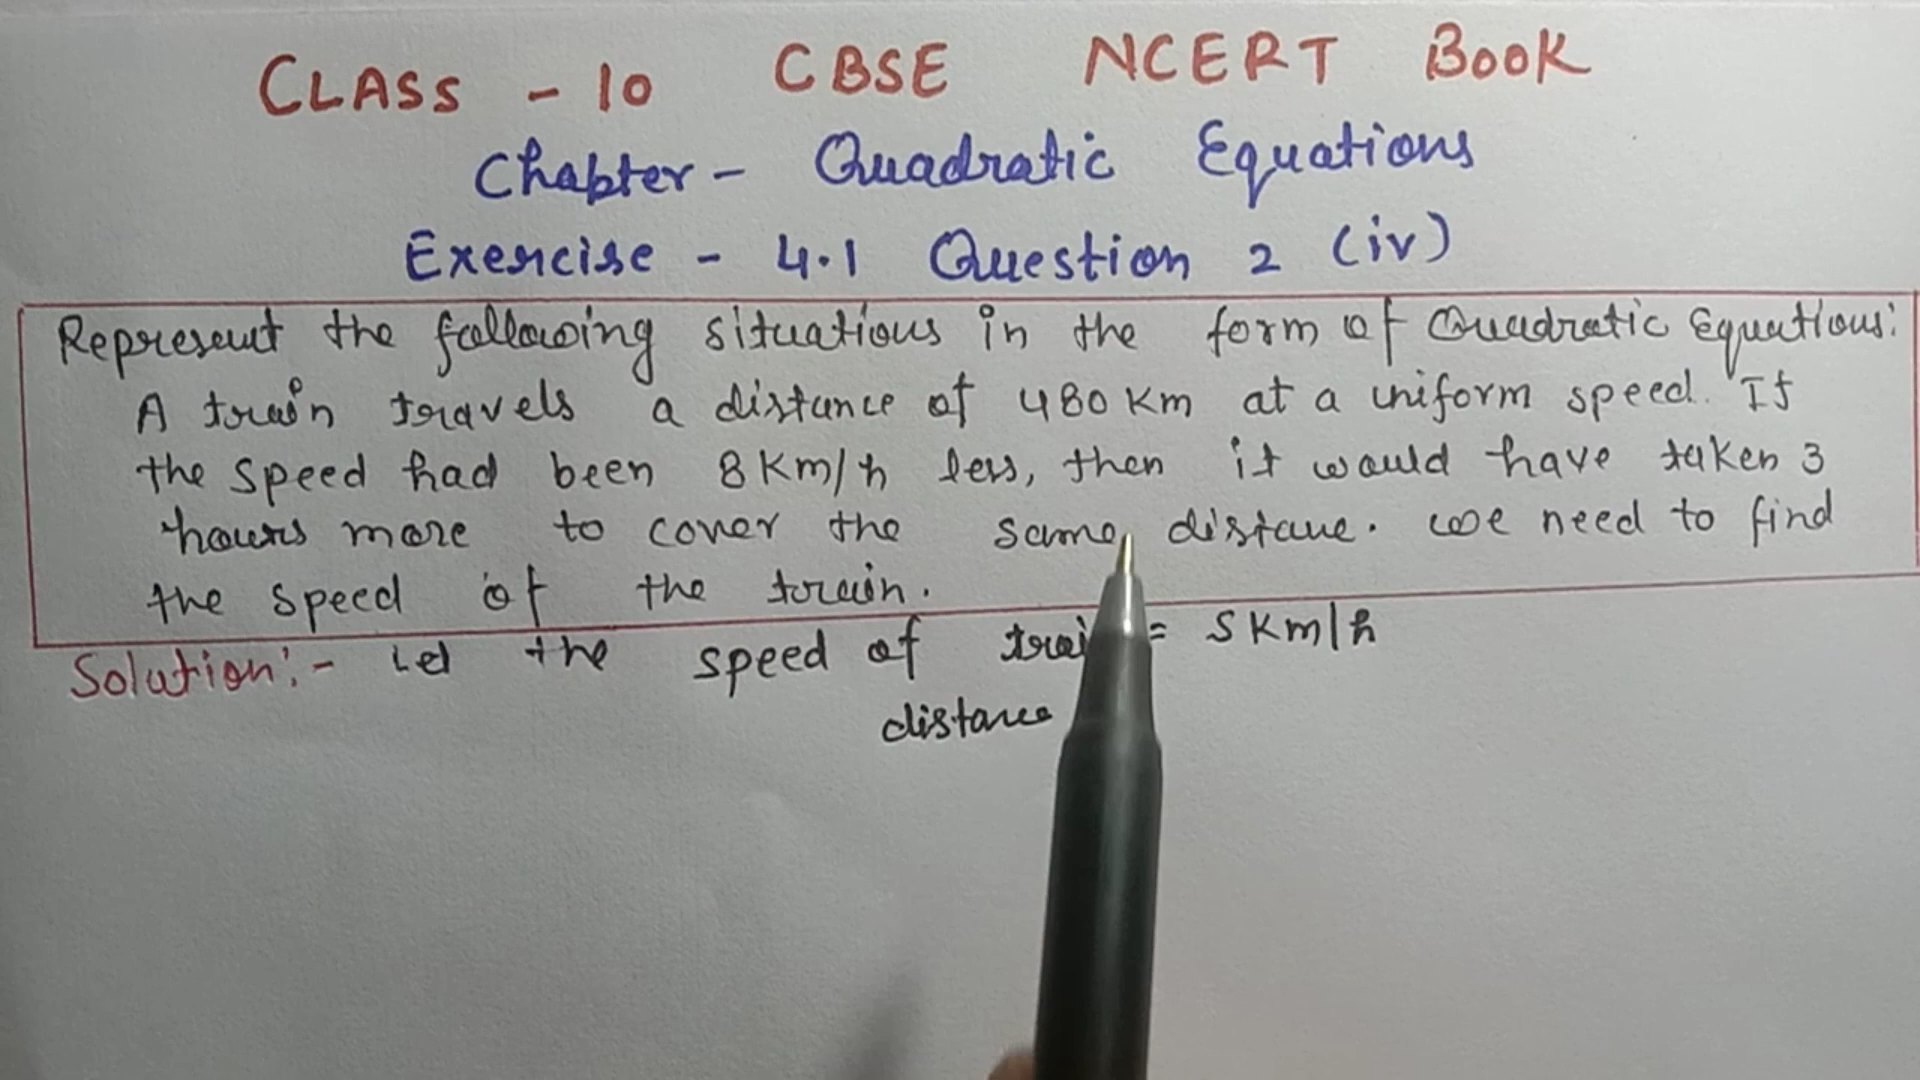 CLASS - 10 CBSE NCERT BOOK
Chapter - Quadratic Equations
Exercise - 4.1 Question 2 (iv)
Represent the following situations in the form of Quadratic Equations:
A train travels a distance of 480 Km at a uniform speed. If
the speed had been 8 Km/h less, then it would have taken 3
hours more to cover the same distance. we need to find
the speed of the train.
Solution:- Let the speed of = S Km/h
distance